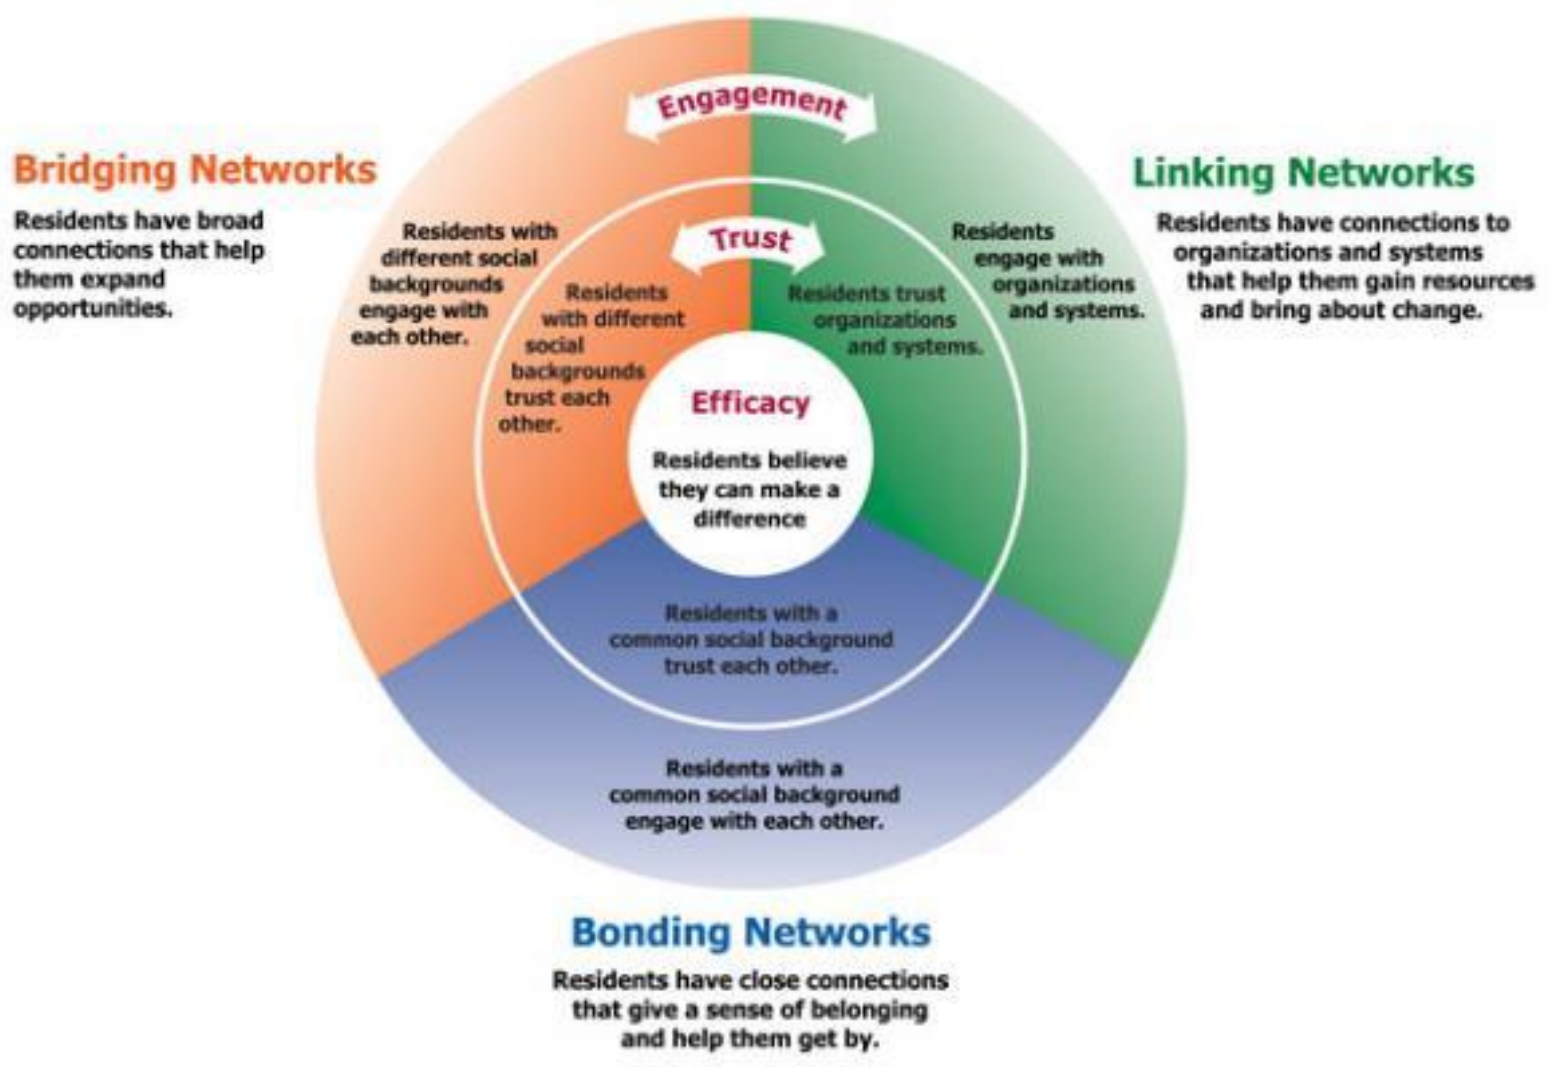 Engagement
Bridging Networks
Residents have broad
connections that help
them expand
opportunities.
Residents with
different social
backgrounds
engage with
each other.
Trust
Residents
with different
social
backgrounds
trust each
other.
Residents trust
organizations
and systems.
Residents
engage with
organizations
and systems.
Linking Networks
Residents have connections to
organizations and systems
that help them gain resources
and bring about change.
Efficacy
Residents believe
they can make a
difference
Residents with a
common social background
trust each other.
Residents with a
common social background
engage with each other.
Bonding Networks
Residents have close connections
that give a sense of belonging
and help them get by.